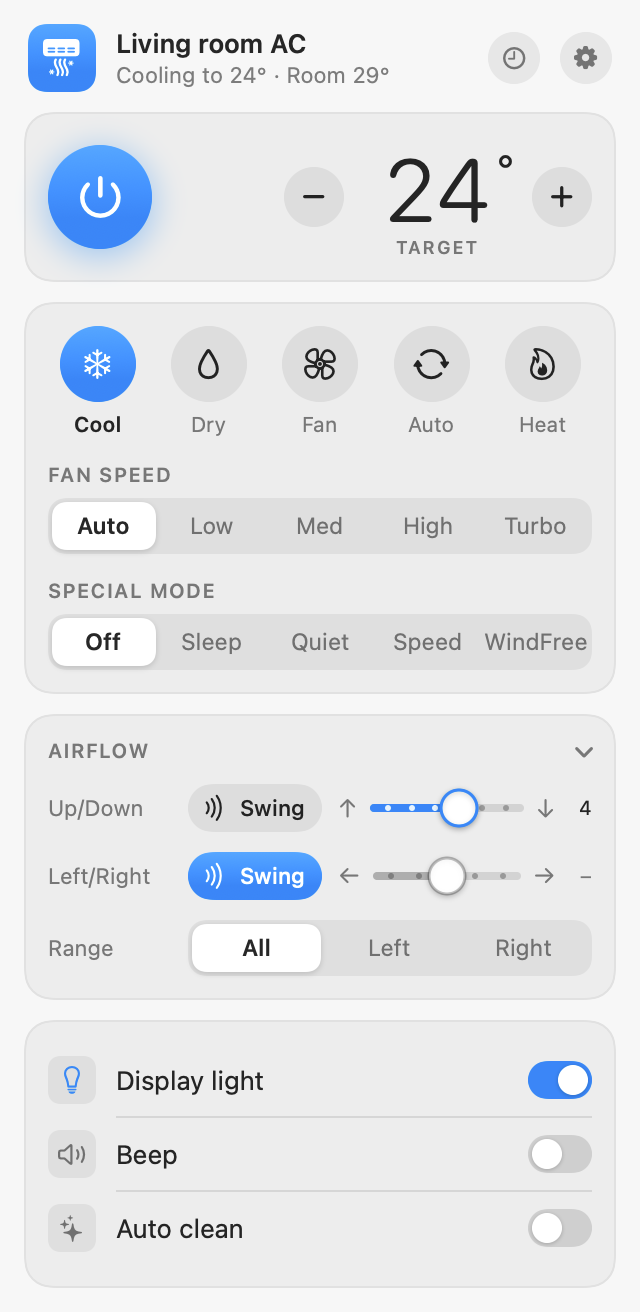 Living room AC
Cooling to 24° · Room 29°
24°
TARGET
Cool Dry Fan Auto Heat
FAN SPEED
Auto Low Med High Turbo
SPECIAL MODE
Off Sleep Quiet Speed WindFree
AIRFLOW
Up/Down Swing 4
Left/Right Swing –
Range All Left Right
Display light
Beep
Auto clean